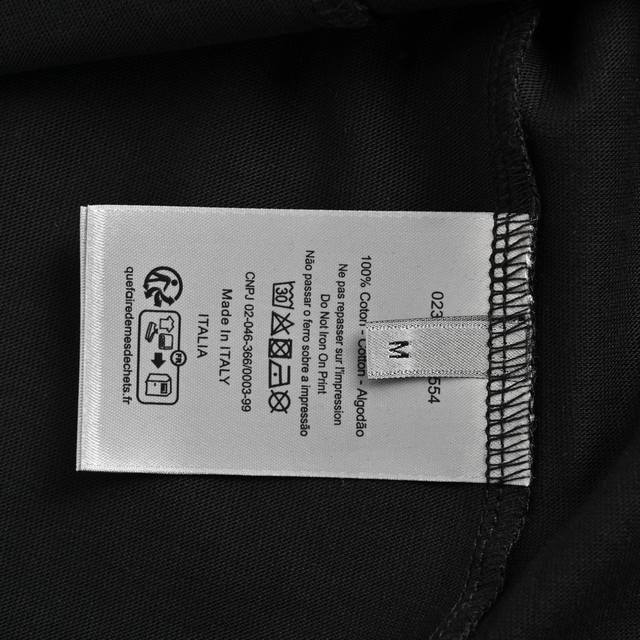 023 554
M
100% Coton - Cotton - Algodão
Ne pas repasser sur l'impression
Do Not Iron On Print
Não passar o ferro sobre a impressão
30
CNPJ 02-046-366/0003-99
Made in ITALY
ITALIA
quefairedemesdechets.fr